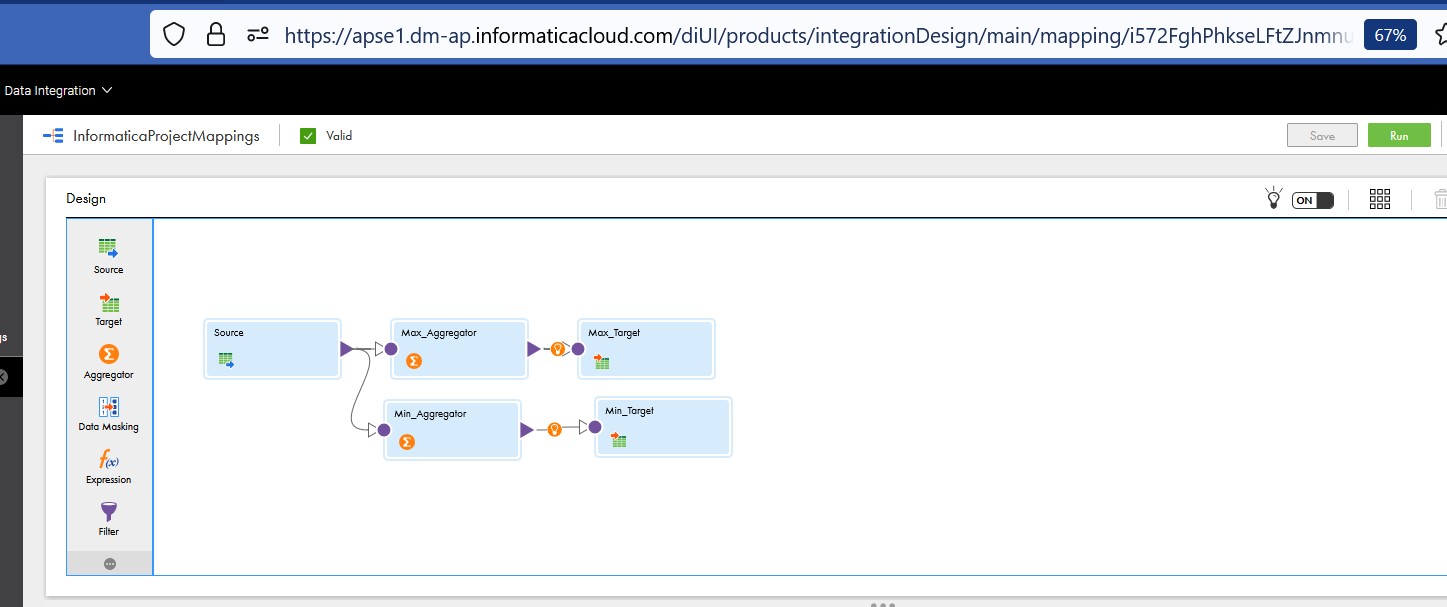 https://apse1.dm-ap.informaticacloud.com/diUI/products/integrationDesign/main/mapping/i572FghPhkseLFtZJnmnu
67%
Data Integration
InformaticaProjectMappings
Valid
Save
Run
Design
ON
Source
Target
Aggregator
Data Masking
Expression
Filter
Source
Max_Aggregator
Max_Target
Min_Aggregator
Min_Target